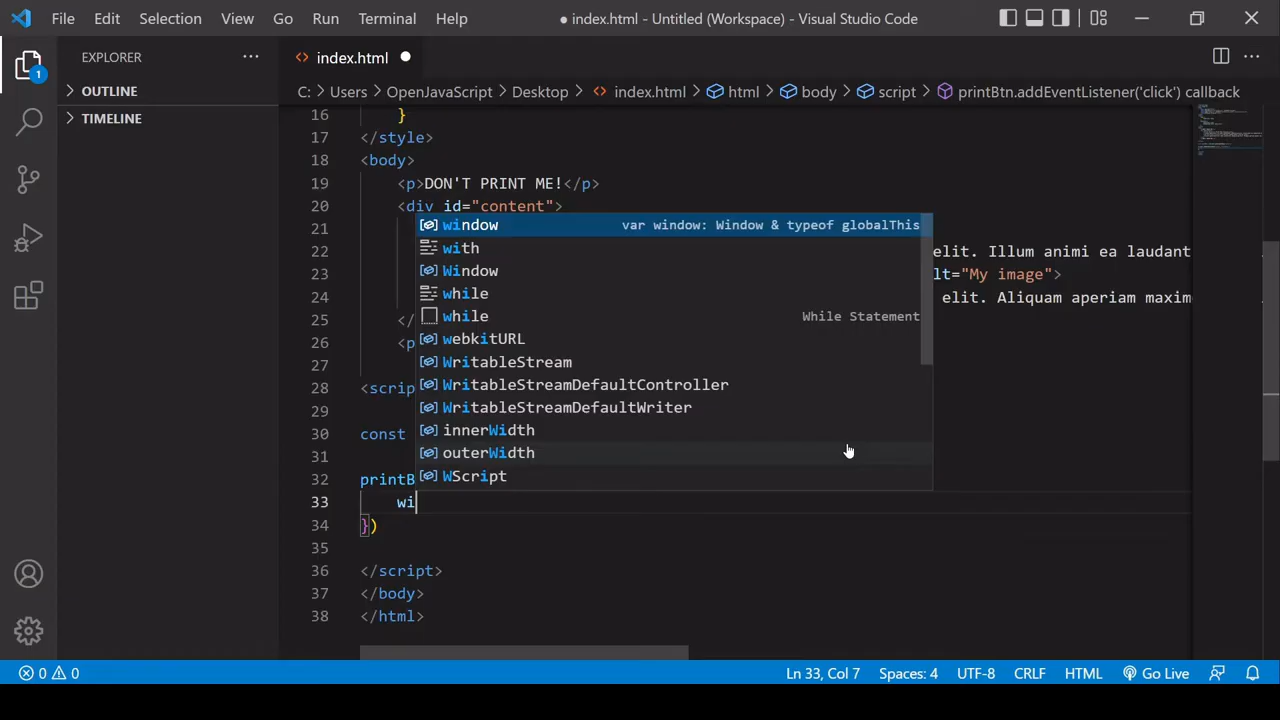 File Edit Selection View Go Run Terminal Help ● index.html - Untitled (Workspace) - Visual Studio Code
EXPLORER ···
index.html ●
1
OUTLINE
TIMELINE
C: > Users > OpenJavaScript > Desktop > index.html > html > body > script > printBtn.addEventListener('click') callback
16 }
17 </style>
18 <body>
19 <p>DON'T PRINT ME!</p>
20 <div id="content">
21
22 elit. Illum animi ea laudant
23 lt="My image">
24 elit. Aliquam aperiam maxim
25 </
26 <p
27
28 <scrip
29
30 const
31
32 printB
33 wi
34 })
35
36 </script>
37 </body>
38 </html>
window var window: Window & typeof globalThis
with
Window
while
while While Statement
webkitURL
WritableStream
WritableStreamDefaultController
WritableStreamDefaultWriter
innerWidth
outerWidth
WScript
0 0 Ln 33, Col 7 Spaces: 4 UTF-8 CRLF HTML Go Live